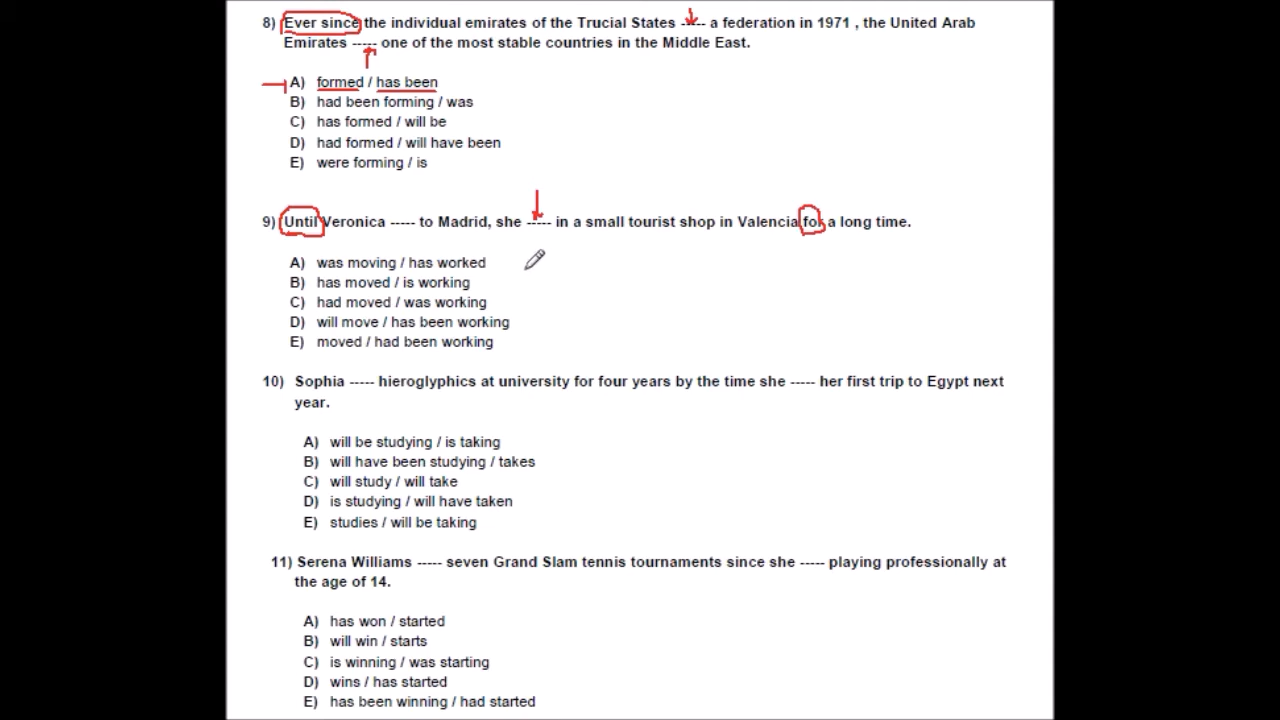 8) Ever since the individual emirates of the Trucial States ----- a federation in 1971 , the United Arab
Emirates ----- one of the most stable countries in the Middle East.
A) formed / has been
B) had been forming / was
C) has formed / will be
D) had formed / will have been
E) were forming / is
9) Until Veronica ----- to Madrid, she ----- in a small tourist shop in Valencia for a long time.
A) was moving / has worked
B) has moved / is working
C) had moved / was working
D) will move / has been working
E) moved / had been working
10) Sophia ----- hieroglyphics at university for four years by the time she ----- her first trip to Egypt next
year.
A) will be studying / is taking
B) will have been studying / takes
C) will study / will take
D) is studying / will have taken
E) studies / will be taking
11) Serena Williams ----- seven Grand Slam tennis tournaments since she ----- playing professionally at
the age of 14.
A) has won / started
B) will win / starts
C) is winning / was starting
D) wins / has started
E) has been winning / had started